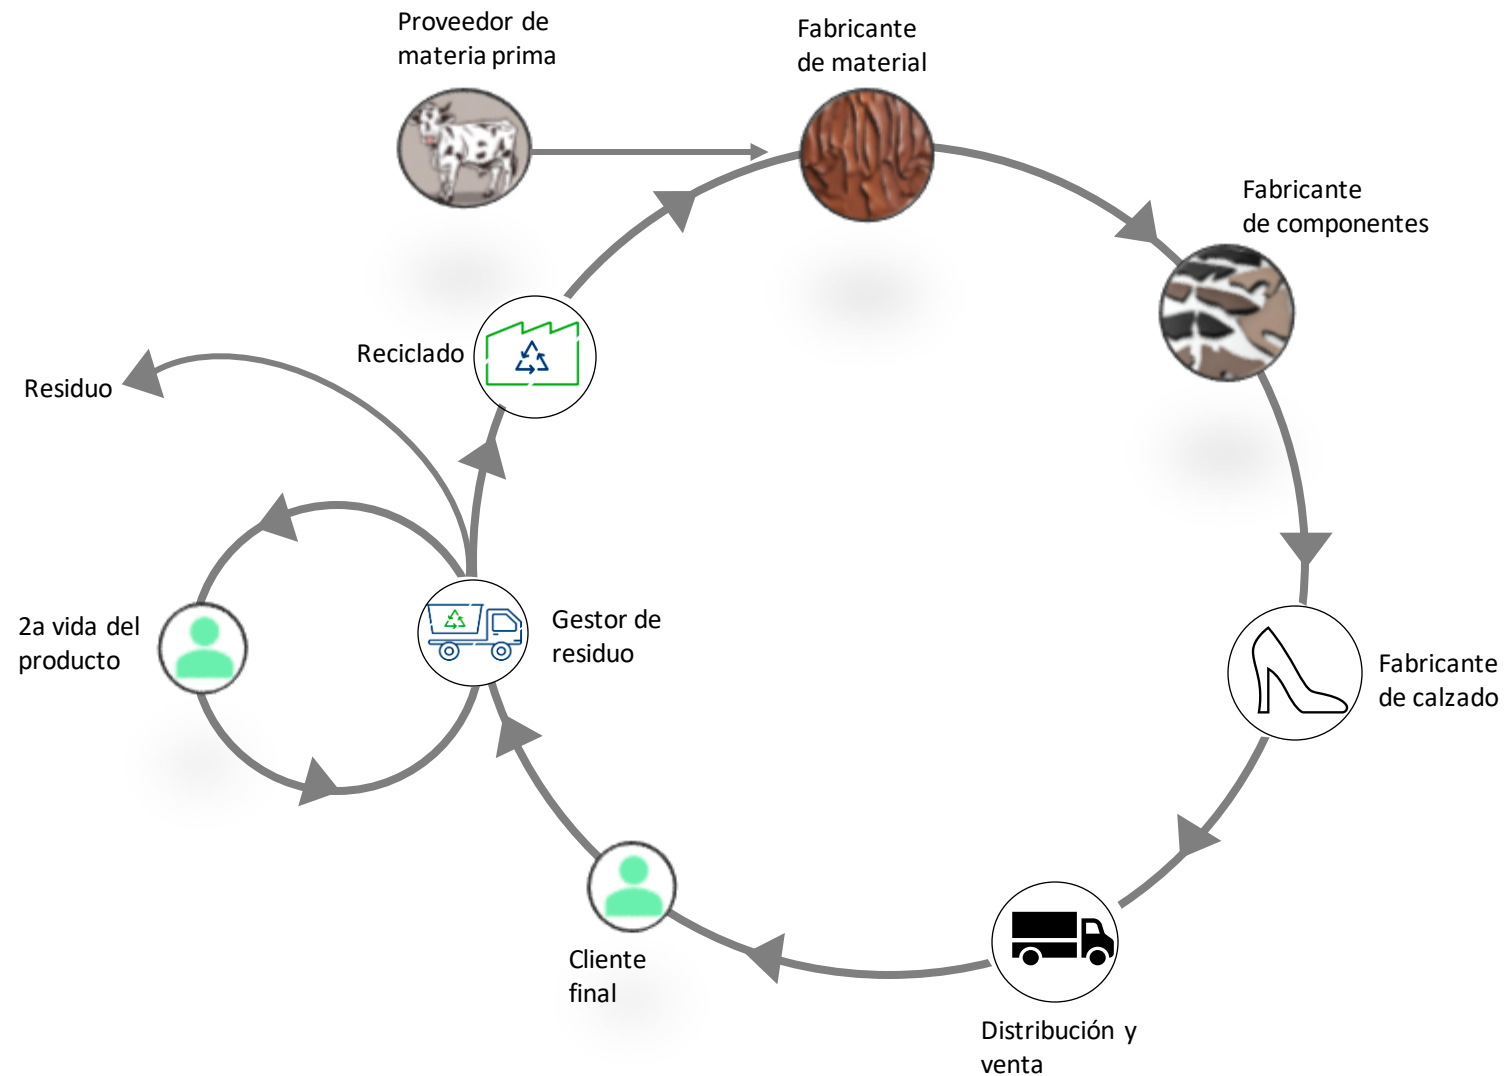 Proveedor de
materia prima
Fabricante
de material
Fabricante
de componentes
Reciclado
Residuo
2a vida del
producto
Gestor de
residuo
Fabricante
de calzado
Cliente
final
Distribución y
venta